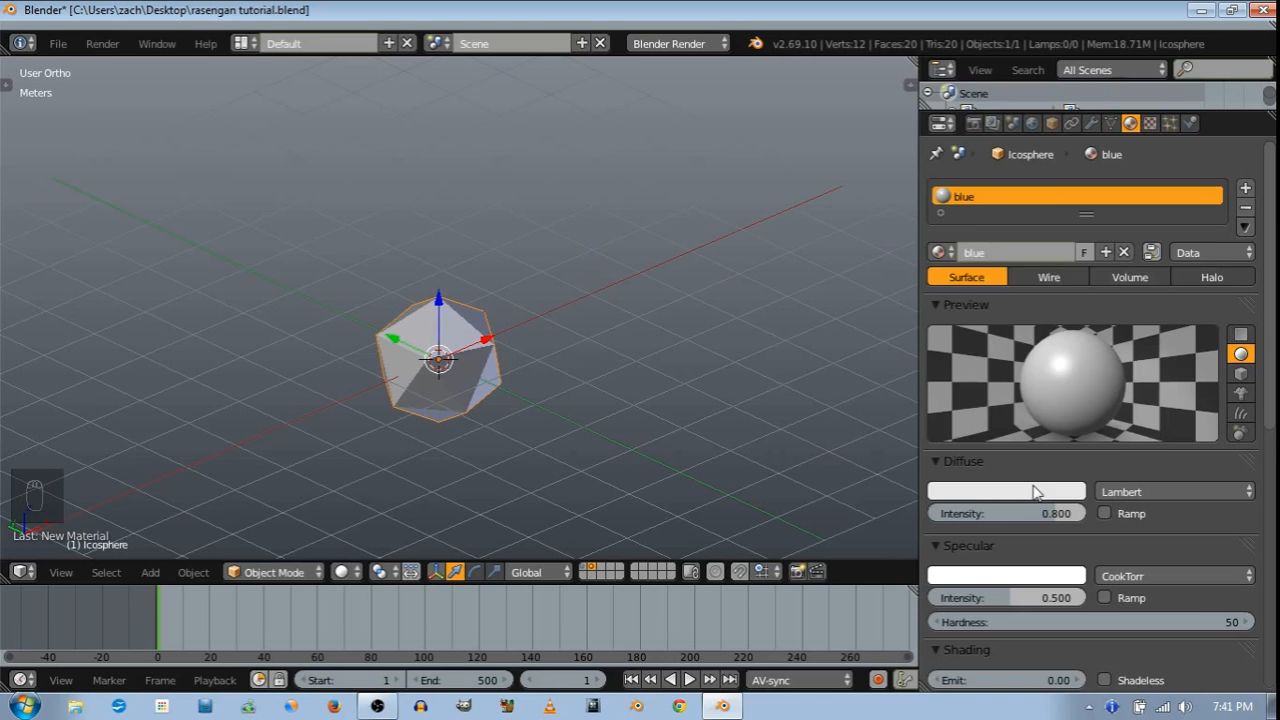 Blender* [C:\Users\zach\Desktop\rasengan tutorial.blend]
File Render Window Help Default Scene Blender Render v2.69.10 | Verts:12 | Faces:20 | Tris:20 | Objects:1/1 | Lamps:0/0 | Mem:18.71M | Icosphere
User Ortho
Meters
View Search All Scenes
Scene
Icosphere blue
blue
blue F Data
Surface Wire Volume Halo
Preview
Diffuse
Lambert
Intensity: 0.800 Ramp
Specular
CookTorr
Intensity: 0.500 Ramp
Hardness: 50
Shading
Emit: 0.00 Shadeless
Last: New Material
(1) Icosphere
View Select Add Object Object Mode Global
-40 -20 0 20 40 60 80 100 120 140 160 180 200 220 240 260
View Marker Frame Playback Start: 1 End: 500 1 AV-sync
7:41 PM